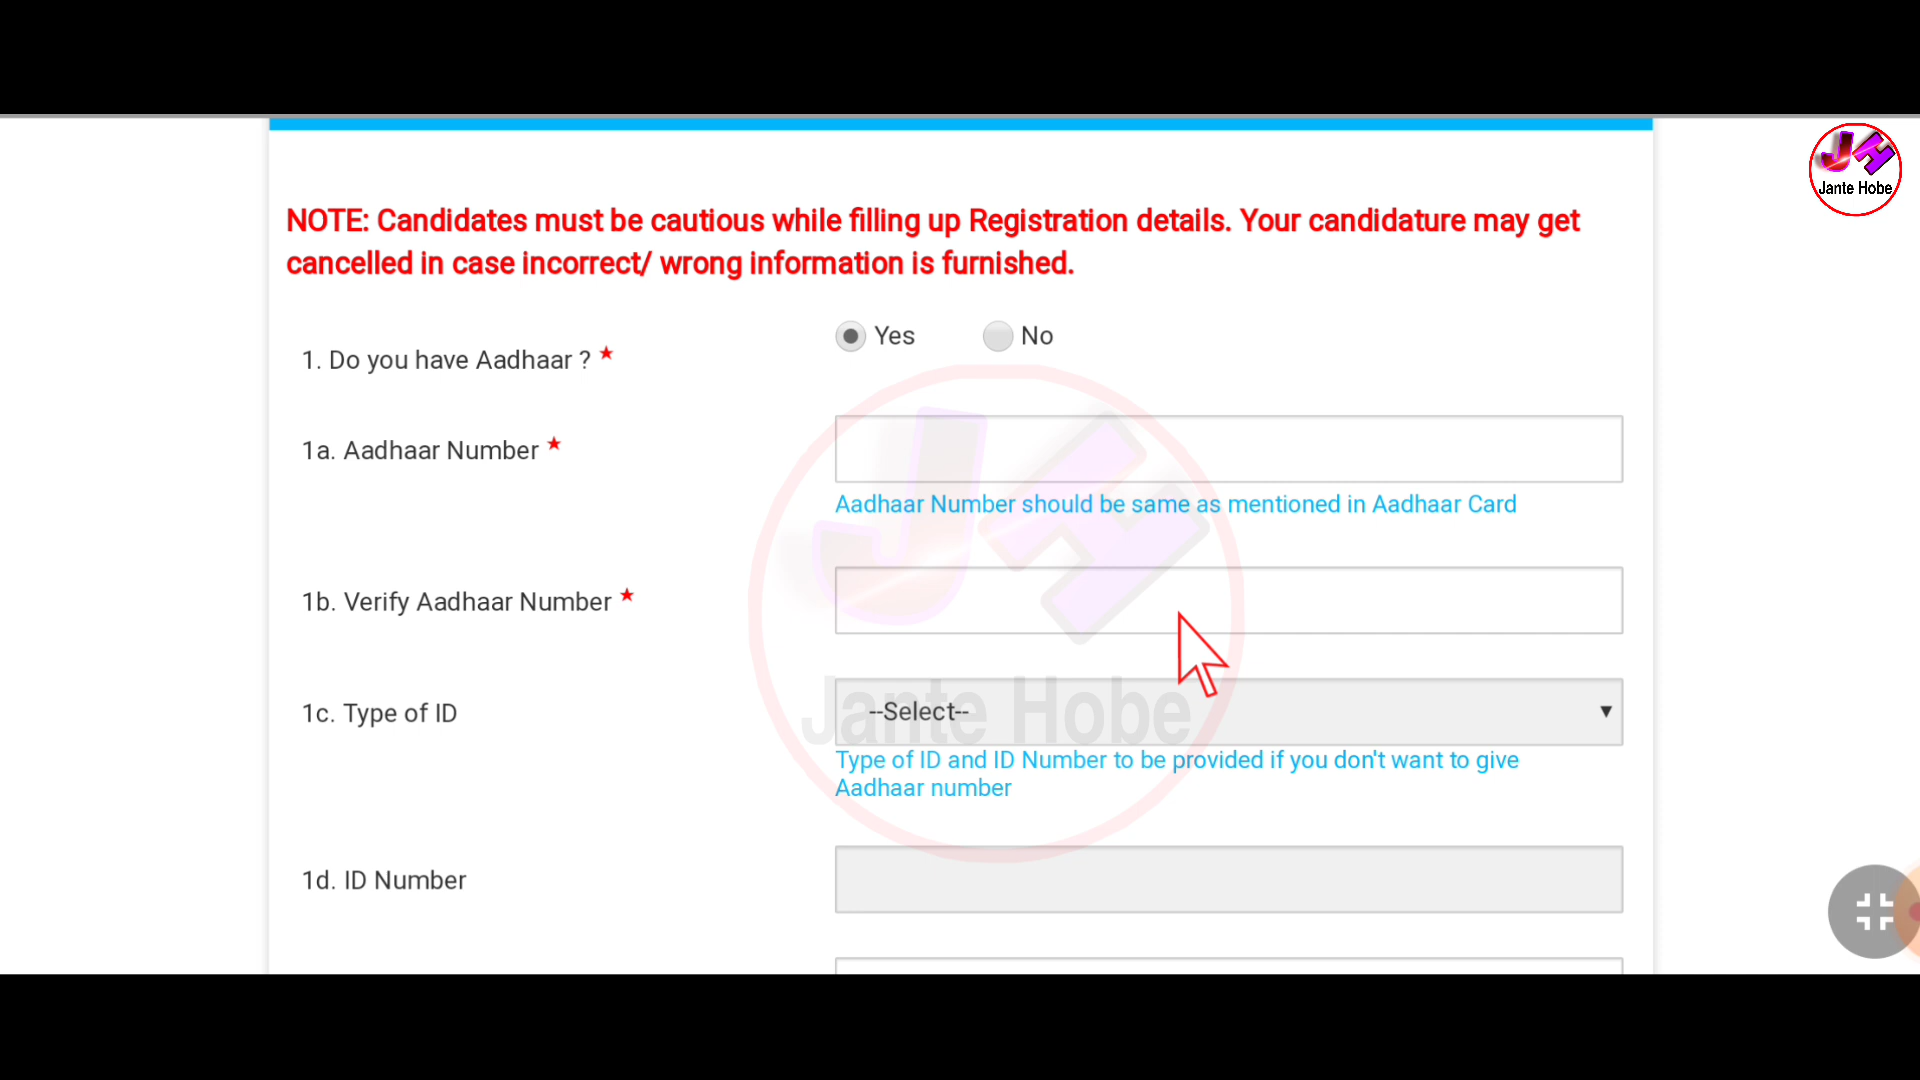 JH
Jante Hobe
NOTE: Candidates must be cautious while filling up Registration details. Your candidature may get
cancelled in case incorrect/ wrong information is furnished.
1. Do you have Aadhaar ? ★
Yes
No
1a. Aadhaar Number ★
Aadhaar Number should be same as mentioned in Aadhaar Card
1b. Verify Aadhaar Number ★
1c. Type of ID
--Select--
Type of ID and ID Number to be provided if you don't want to give
Aadhaar number
1d. ID Number
JH
Jante Hobe